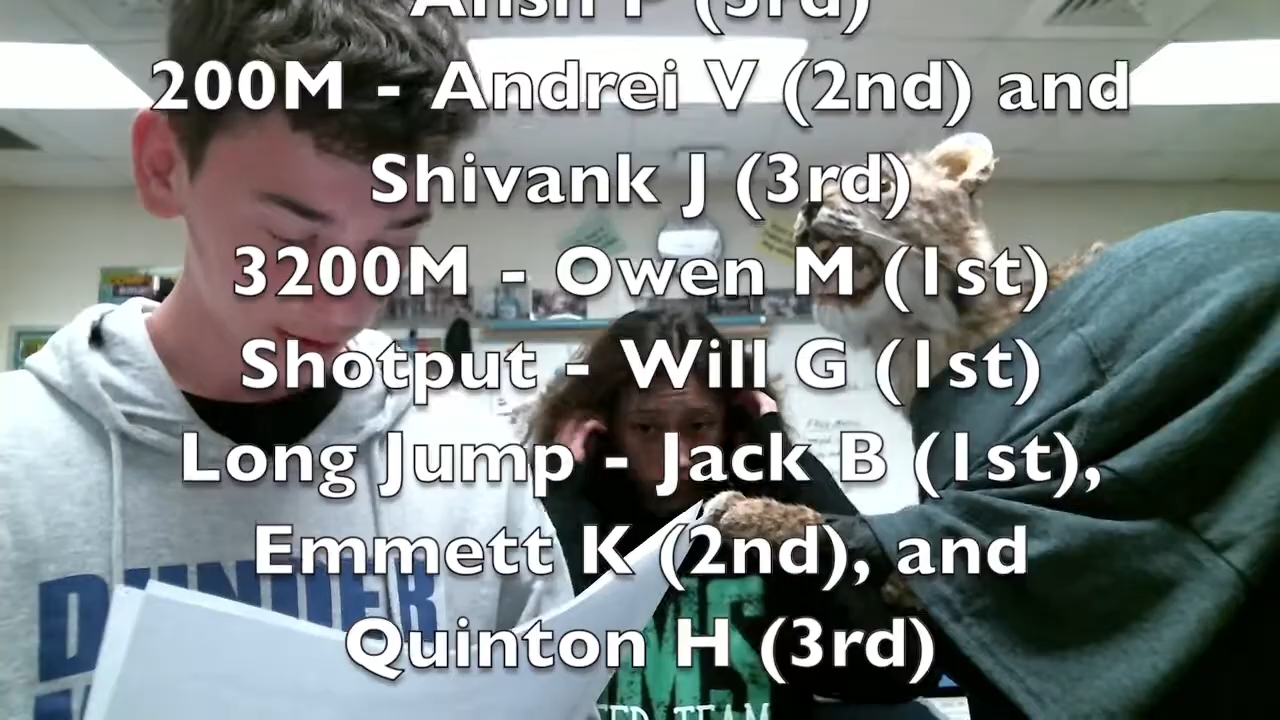 200M - Andrei V (2nd) and
Shivank J (3rd)
3200M - Owen M (1st)
Shotput - Will G (1st)
Long Jump - Jack B (1st),
Emmett K (2nd), and
Quinton H (3rd)
TEAM